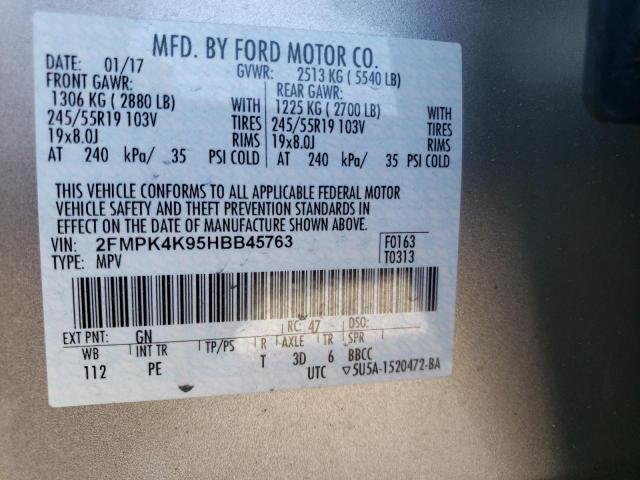 MFD. BY FORD MOTOR CO.
DATE: 01/17 GVWR: 2513 KG ( 5540 LB)
FRONT GAWR: REAR GAWR:
1306 KG ( 2880 LB) WITH 1225 KG ( 2700 LB) WITH
245/55R19 103V TIRES 245/55R19 103V TIRES
19x8.0J RIMS 19x8.0J RIMS
AT 240 kPa/ 35 PSI COLD AT 240 kPa/ 35 PSI COLD
THIS VEHICLE CONFORMS TO ALL APPLICABLE FEDERAL MOTOR
VEHICLE SAFETY AND THEFT PREVENTION STANDARDS IN
EFFECT ON THE DATE OF MANUFACTURE SHOWN ABOVE.
VIN: 2FMPK4K95HBB45763 F0163
TYPE: MPV T0313
EXT PNT: GN RC: 47 DSO:
WB INT TR TP/PS R AXLE TR SPR
112 PE T 3D 6 BBCC
UTC ▽5U5A-1520472-BA